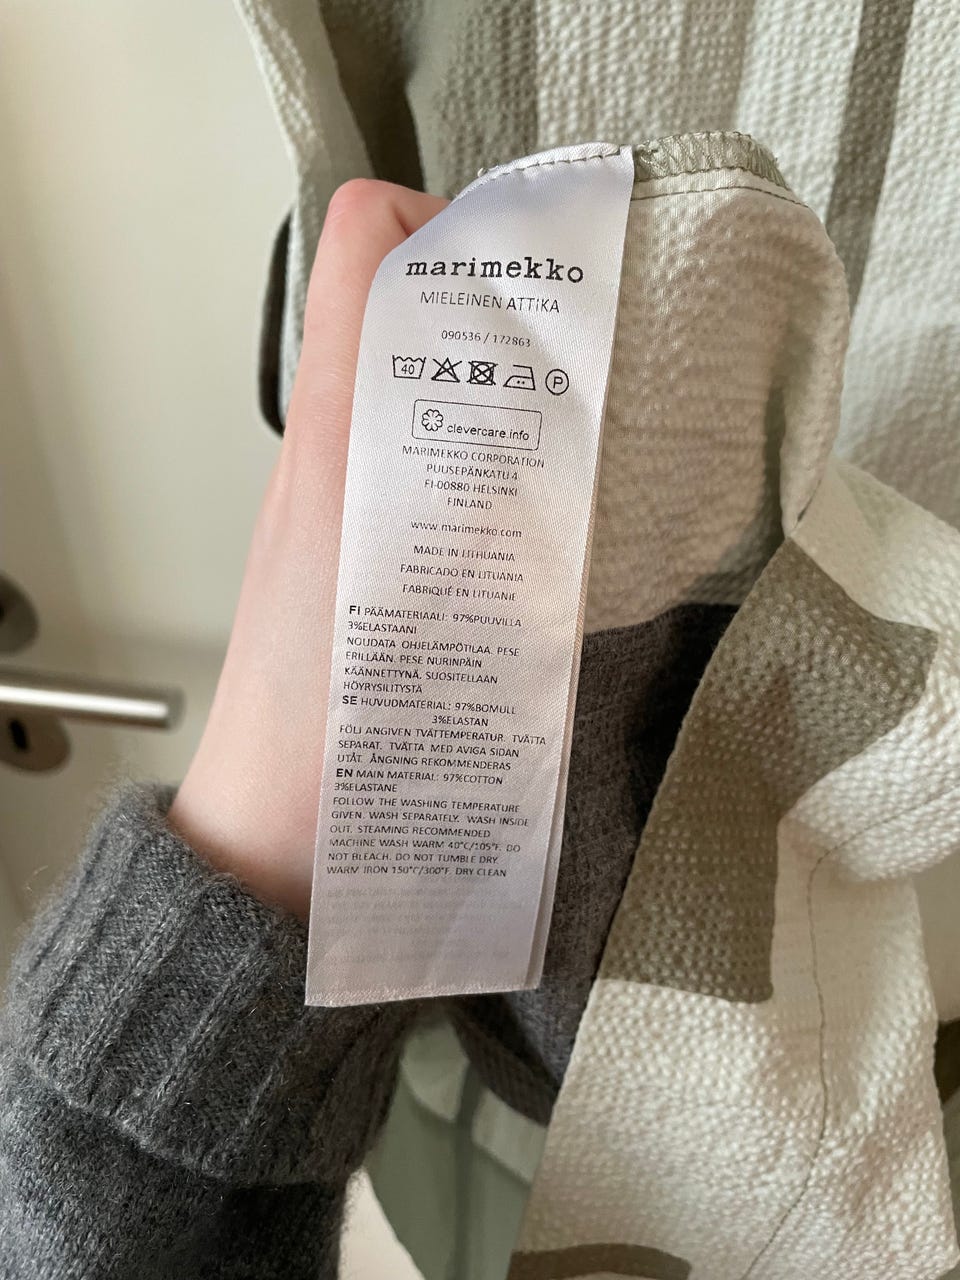 marimekko
MIELEINEN ATTIKA
090536 / 172863
40 P
clevercare.info
MARIMEKKO CORPORATION
PUUSEPÄNKATU 4
FI-00880 HELSINKI
FINLAND
www.marimekko.com
MADE IN LITHUANIA
FABRICADO EN LITUANIA
FABRIQUÉ EN LITUANIE
FI PÄÄMATERIAALI: 97%PUUVILLA
3%ELASTAANI
NOUDATA OHJELÄMPÖTILAA. PESE
ERILLÄÄN. PESE NURINPÄIN
KÄÄNNETTYNÄ. SUOSITELLAAN
HÖYRYSILITYSTÄ
SE HUVUDMATERIAL: 97%BOMULL
3%ELASTAN
FÖLJ ANGIVEN TVÄTTEMPERATUR. TVÄTTA
SEPARAT. TVÄTTA MED AVIGA SIDAN
UTÅT. ÅNGNING REKOMMENDERAS
EN MAIN MATERIAL: 97%COTTON
3%ELASTANE
FOLLOW THE WASHING TEMPERATURE
GIVEN. WASH SEPARATELY. WASH INSIDE
OUT. STEAMING RECOMMENDED
MACHINE WASH WARM 40°C/105°F. DO
NOT BLEACH. DO NOT TUMBLE DRY.
WARM IRON 150°C/300°F. DRY CLEAN